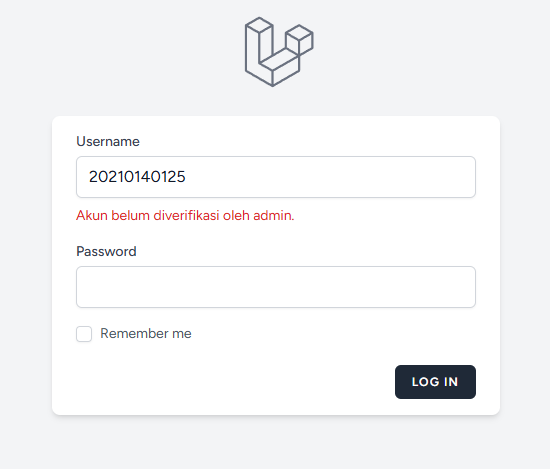 Username
20210140125
Akun belum diverifikasi oleh admin.
Password
Remember me
LOG IN